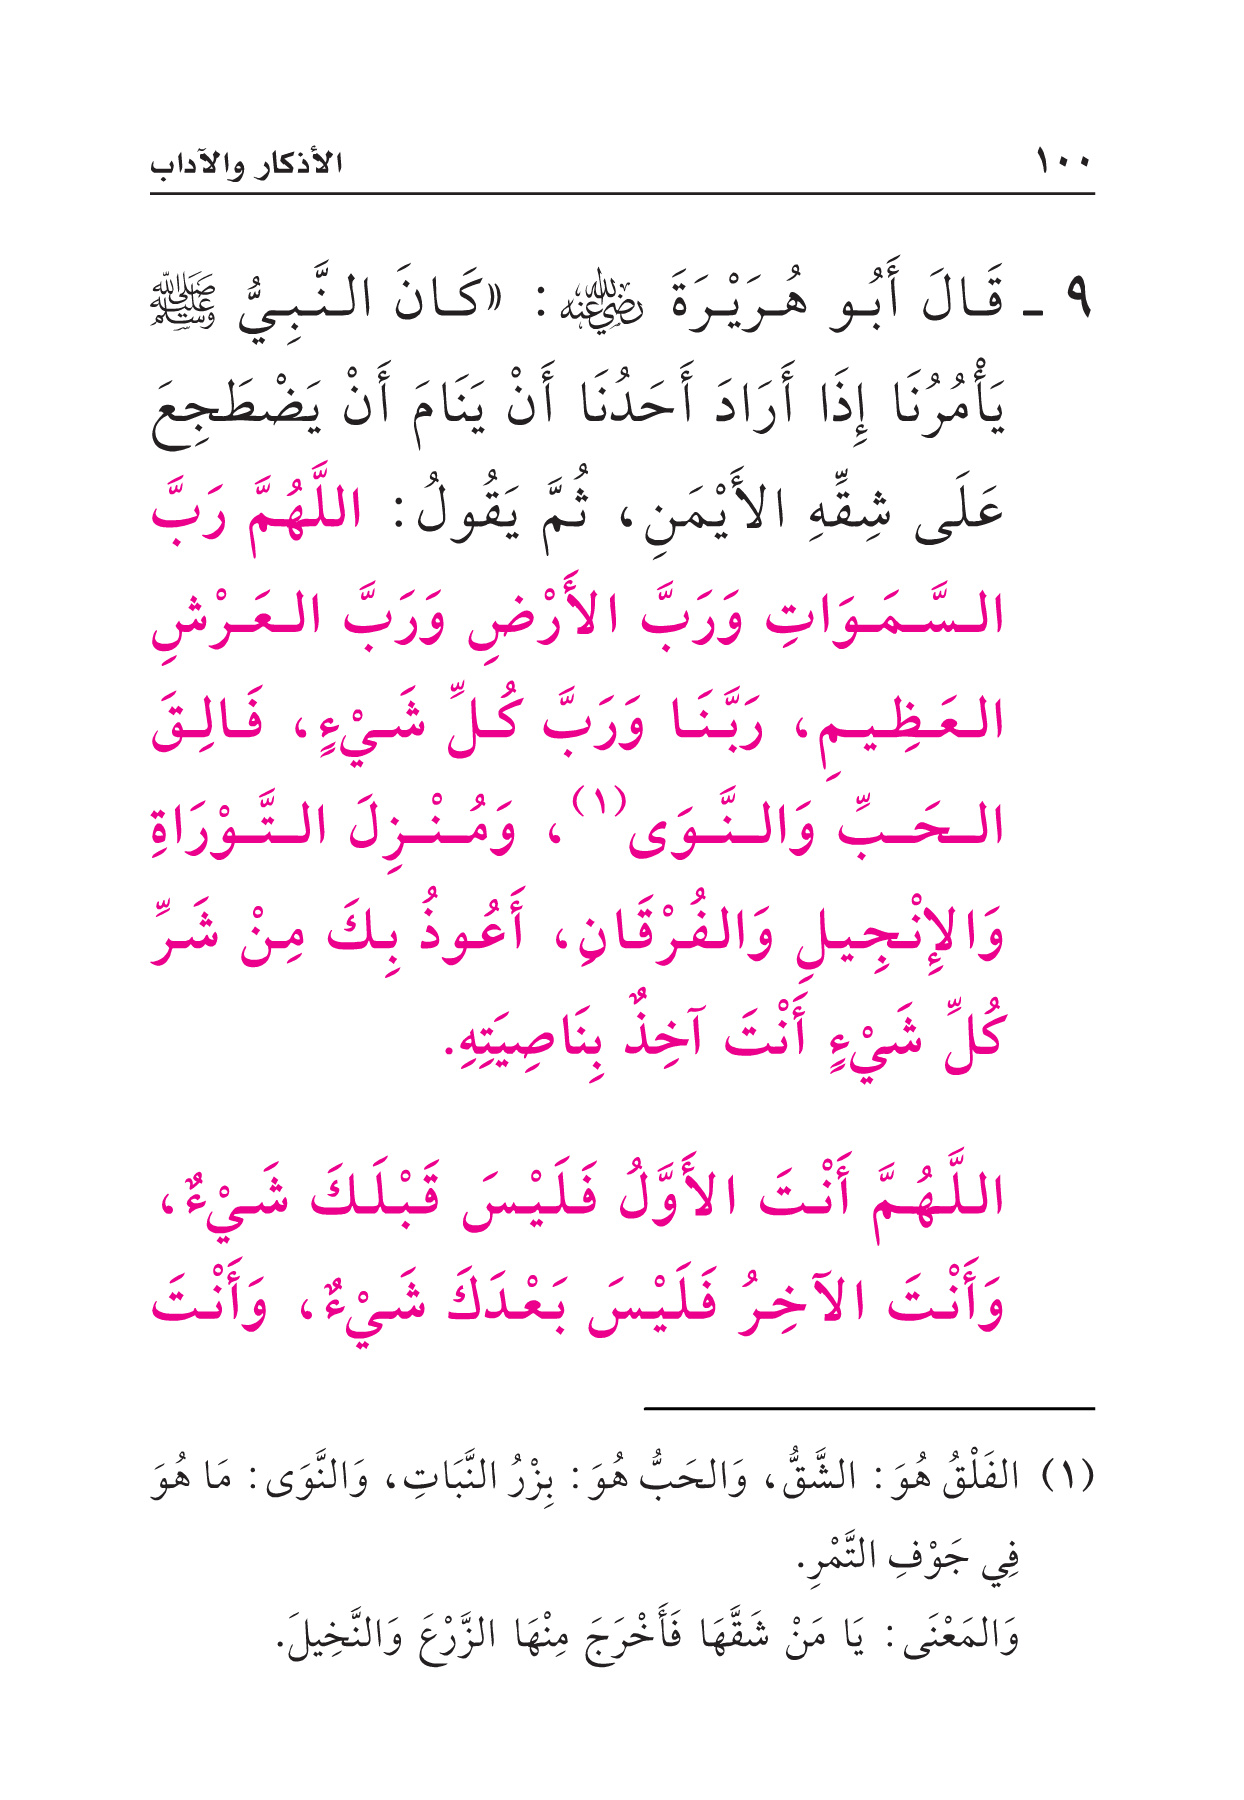 ١٠٠ الأذكار والآداب
٩ ـ قَالَ أَبُو هُرَيْرَةَ رضي الله عنه: «كَانَ النَّبِيُّ ﷺ
يَأْمُرُنَا إِذَا أَرَادَ أَحَدُنَا أَنْ يَنَامَ أَنْ يَضْطَجِعَ
عَلَى شِقِّهِ الأَيْمَنِ، ثُمَّ يَقُولُ: اللَّهُمَّ رَبَّ
السَّمَوَاتِ وَرَبَّ الأَرْضِ وَرَبَّ العَرْشِ
العَظِيمِ، رَبَّنَا وَرَبَّ كُلِّ شَيْءٍ، فَالِقَ
الحَبِّ وَالنَّوَى(١)، وَمُنْزِلَ التَّوْرَاةِ
وَالإِنْجِيلِ وَالفُرْقَانِ، أَعُوذُ بِكَ مِنْ شَرِّ
كُلِّ شَيْءٍ أَنْتَ آخِذٌ بِنَاصِيَتِهِ.
اللَّهُمَّ أَنْتَ الأَوَّلُ فَلَيْسَ قَبْلَكَ شَيْءٌ،
وَأَنْتَ الآخِرُ فَلَيْسَ بَعْدَكَ شَيْءٌ، وَأَنْتَ
(١) الفَلْقُ هُوَ: الشَّقُّ، وَالحَبُّ هُوَ: بِزْرُ النَّبَاتِ، وَالنَّوَى: مَا هُوَ
فِي جَوْفِ التَّمْرِ.
وَالمَعْنَى: يَا مَنْ شَقَّهَا فَأَخْرَجَ مِنْهَا الزَّرْعَ وَالنَّخِيلَ.